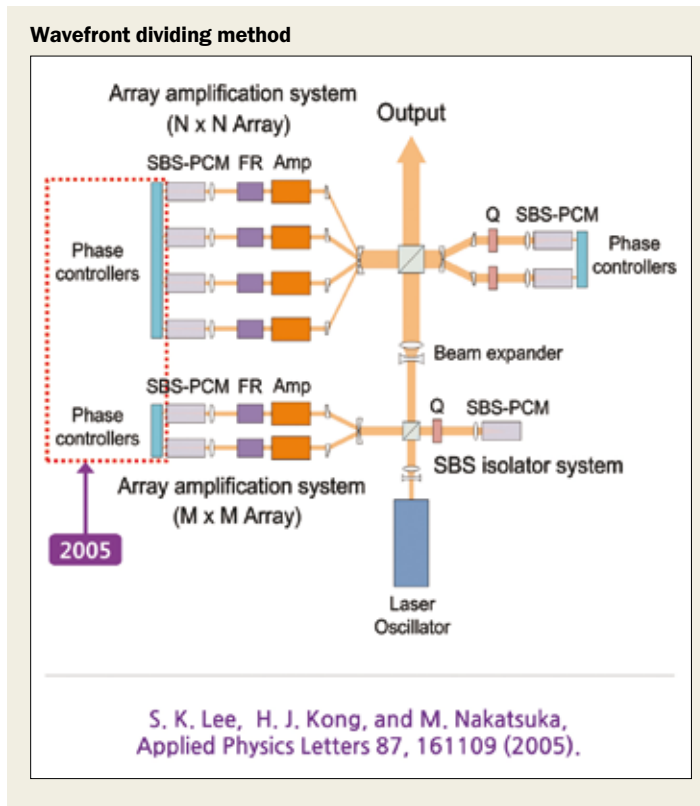 Wavefront dividing method
Array amplification system
(N x N Array)
Output
SBS-PCM FR Amp
Q SBS-PCM
Phase
controllers
Phase
controllers
Beam expander
SBS-PCM FR Amp
Q SBS-PCM
Phase
controllers
SBS isolator system
Array amplification system
(M x M Array)
2005
Laser
Oscillator
S. K. Lee, H. J. Kong, and M. Nakatsuka,
Applied Physics Letters 87, 161109 (2005).